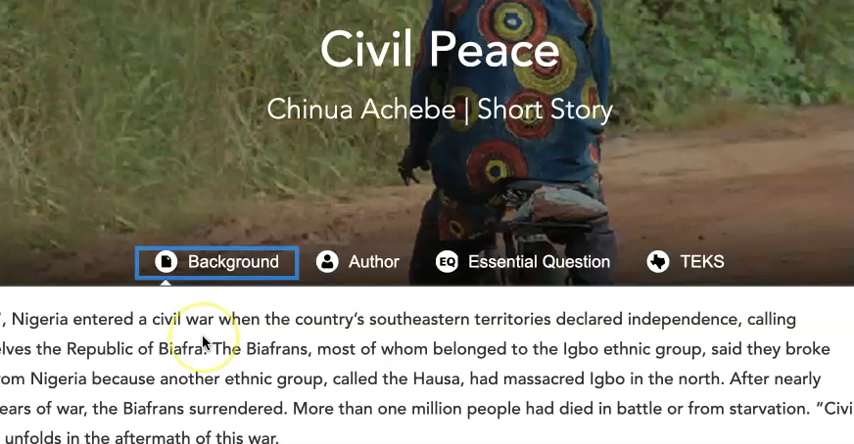 Civil Peace
Chinua Achebe | Short Story
Background Author EQ Essential Question TEKS
, Nigeria entered a civil war when the country’s southeastern territories declared independence, calling
elves the Republic of Biafra. The Biafrans, most of whom belonged to the Igbo ethnic group, said they broke
om Nigeria because another ethnic group, called the Hausa, had massacred Igbo in the north. After nearly
ears of war, the Biafrans surrendered. More than one million people had died in battle or from starvation. “Civi
unfolds in the aftermath of this war.